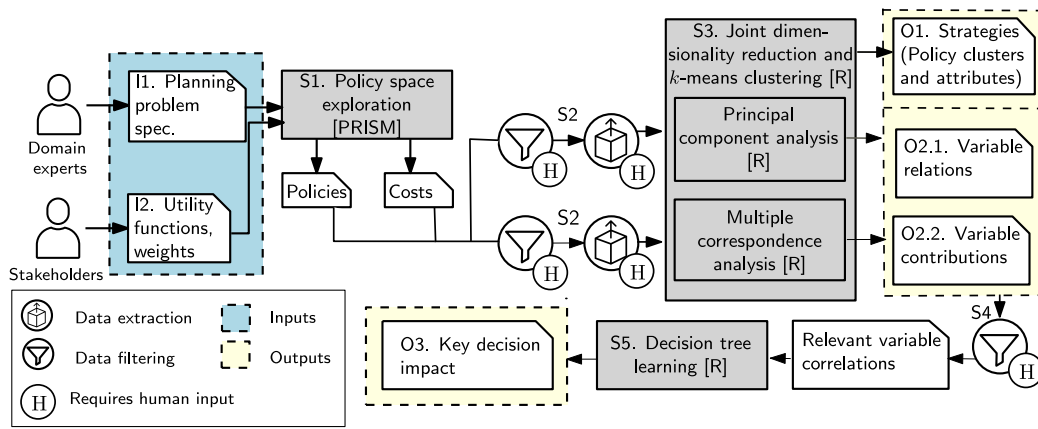 I1. Planning
problem
spec.
Domain
experts
I2. Utility
functions,
weights
Stakeholders
S1. Policy space
exploration
[PRISM]
Policies
Costs
S2
H
H
S2
H
H
S3. Joint dimen-
sionality reduction and
k-means clustering [R]
Principal
component analysis
[R]
Multiple
correspondence
analysis [R]
O1. Strategies
(Policy clusters
and attributes)
O2.1. Variable
relations
O2.2. Variable
contributions
S4
H
Relevant variable
correlations
S5. Decision tree
learning [R]
O3. Key decision
impact
Data extraction
Inputs
Data filtering
Outputs
H
Requires human input